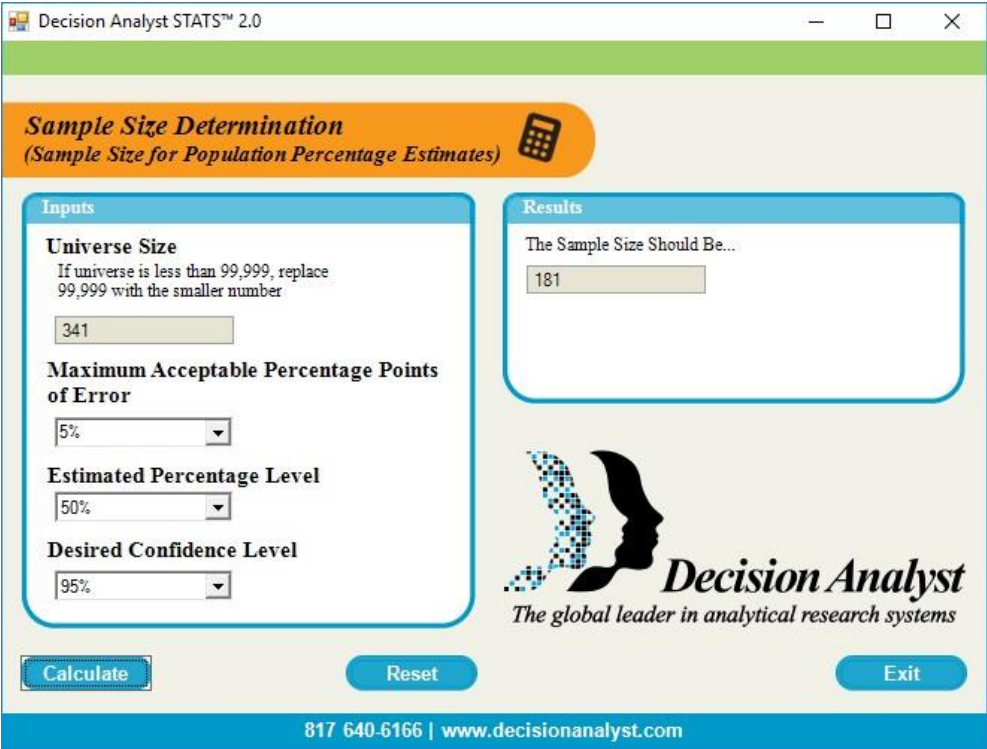 Decision Analyst STATS™ 2.0
Sample Size Determination
(Sample Size for Population Percentage Estimates)
Inputs
Universe Size
If universe is less than 99,999, replace
99,999 with the smaller number
341
Maximum Acceptable Percentage Points
of Error
5%
Estimated Percentage Level
50%
Desired Confidence Level
95%
Results
The Sample Size Should Be...
181
Decision Analyst
The global leader in analytical research systems
Calculate
Reset
Exit
817 640-6166 | www.decisionanalyst.com